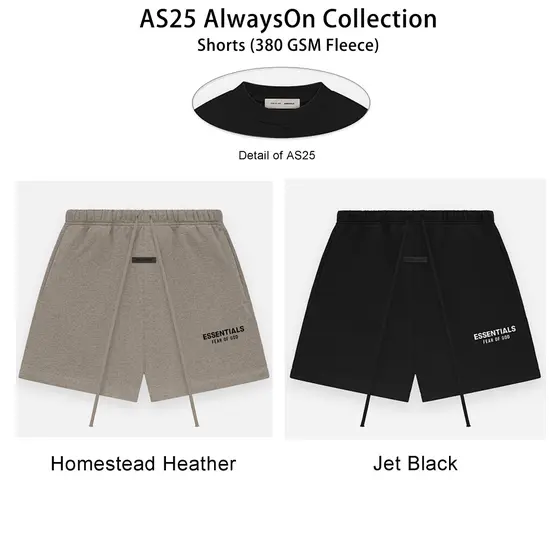 AS25 AlwaysOn Collection
Shorts (380 GSM Fleece)
Detail of AS25
ESSENTIALS
FEAR OF GOD
ESSENTIALS
FEAR OF GOD
Homestead Heather
Jet Black